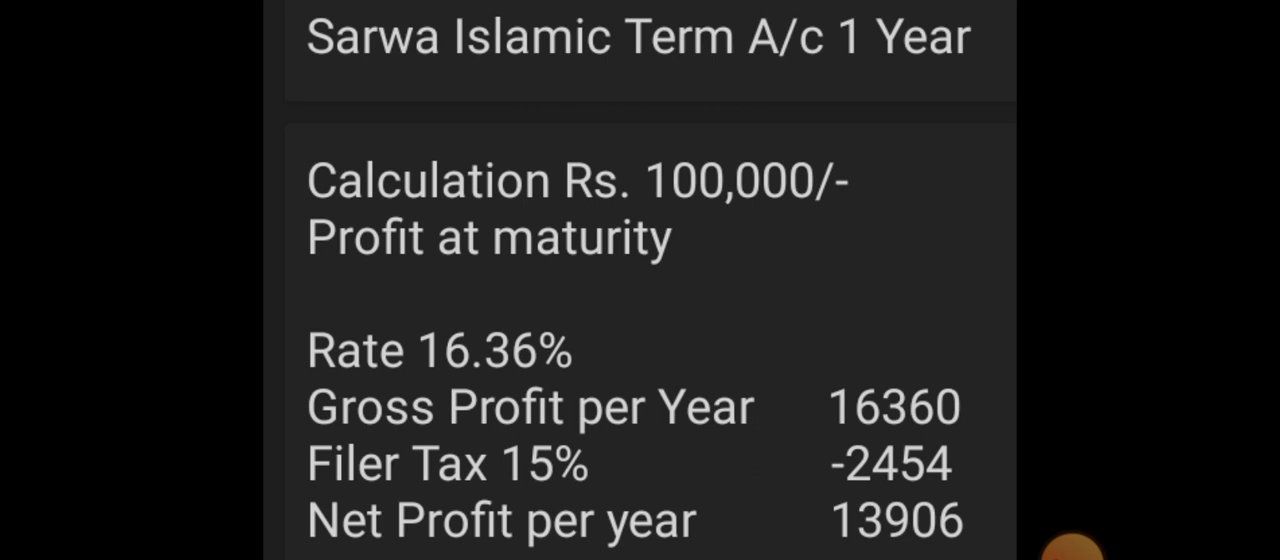 Sarwa Islamic Term A/c 1 Year
Calculation Rs. 100,000/-
Profit at maturity
Rate 16.36%
Gross Profit per Year 16360
Filer Tax 15% -2454
Net Profit per year 13906